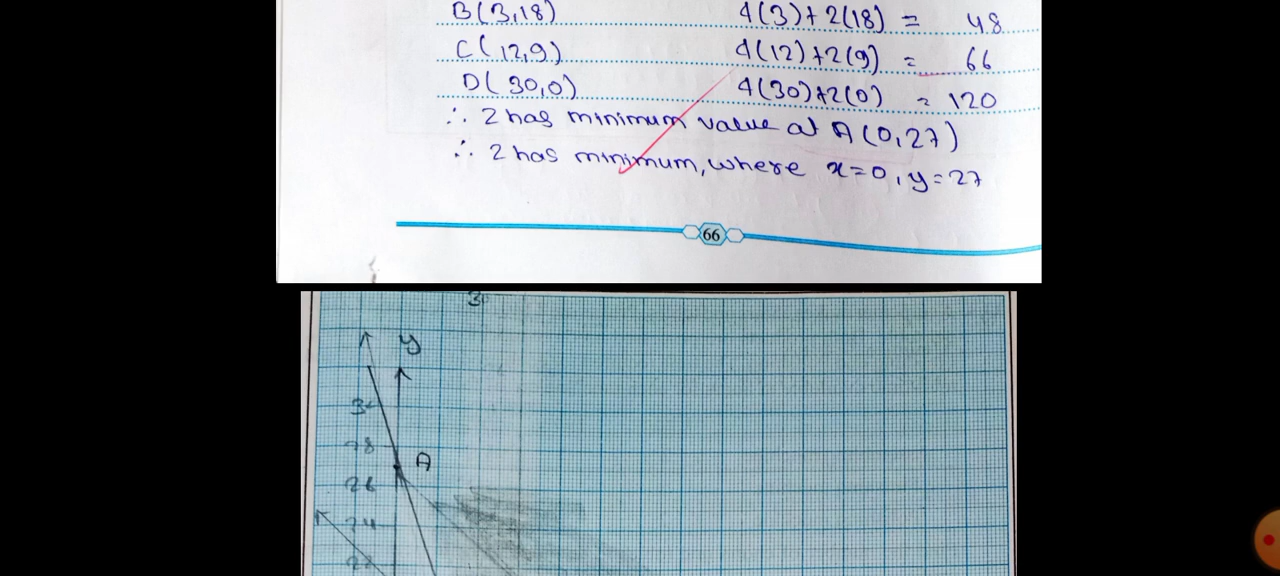 B(3,18) 4(3)+2(18) = 48
C(12,9) 4(12)+2(9) = 66
D(30,0) 4(30)+2(0) = 120
∴ Z has minimum value at A(0,27)
∴ Z has minimum, where x=0, y=27
66
30
y
28
A
26
24
22